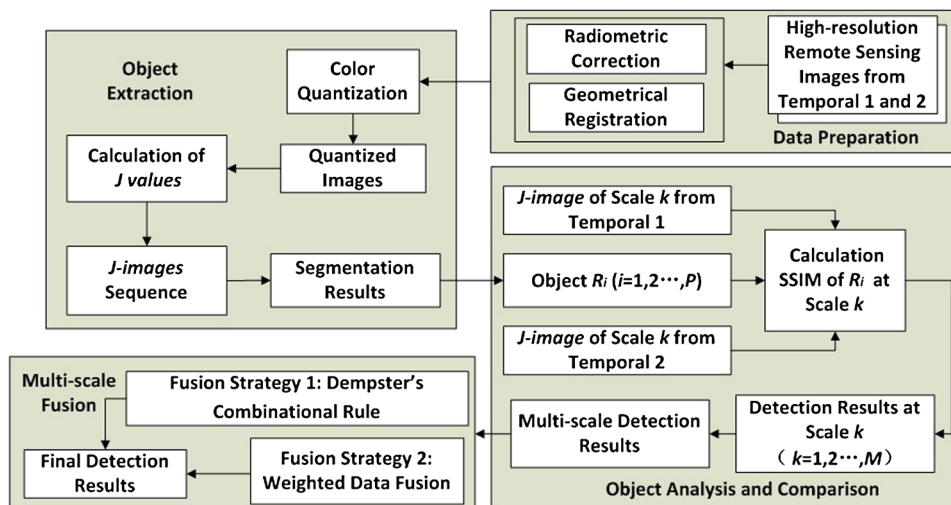 High-resolution
Remote Sensing
Images from
Temporal 1 and 2
Data Preparation
Radiometric
Correction
Geometrical
Registration
Object
Extraction
Color
Quantization
Quantized
Images
Calculation of
J values
J-images
Sequence
Segmentation
Results
J-image of Scale k from
Temporal 1
Object Ri (i=1,2⋯,P)
J-image of Scale k from
Temporal 2
Calculation
SSIM of Ri at
Scale k
Detection Results at
Scale k
( k=1,2⋯,M)
Multi-scale Detection
Results
Object Analysis and Comparison
Multi-scale
Fusion
Fusion Strategy 1: Dempster's
Combinational Rule
Fusion Strategy 2:
Weighted Data Fusion
Final Detection
Results